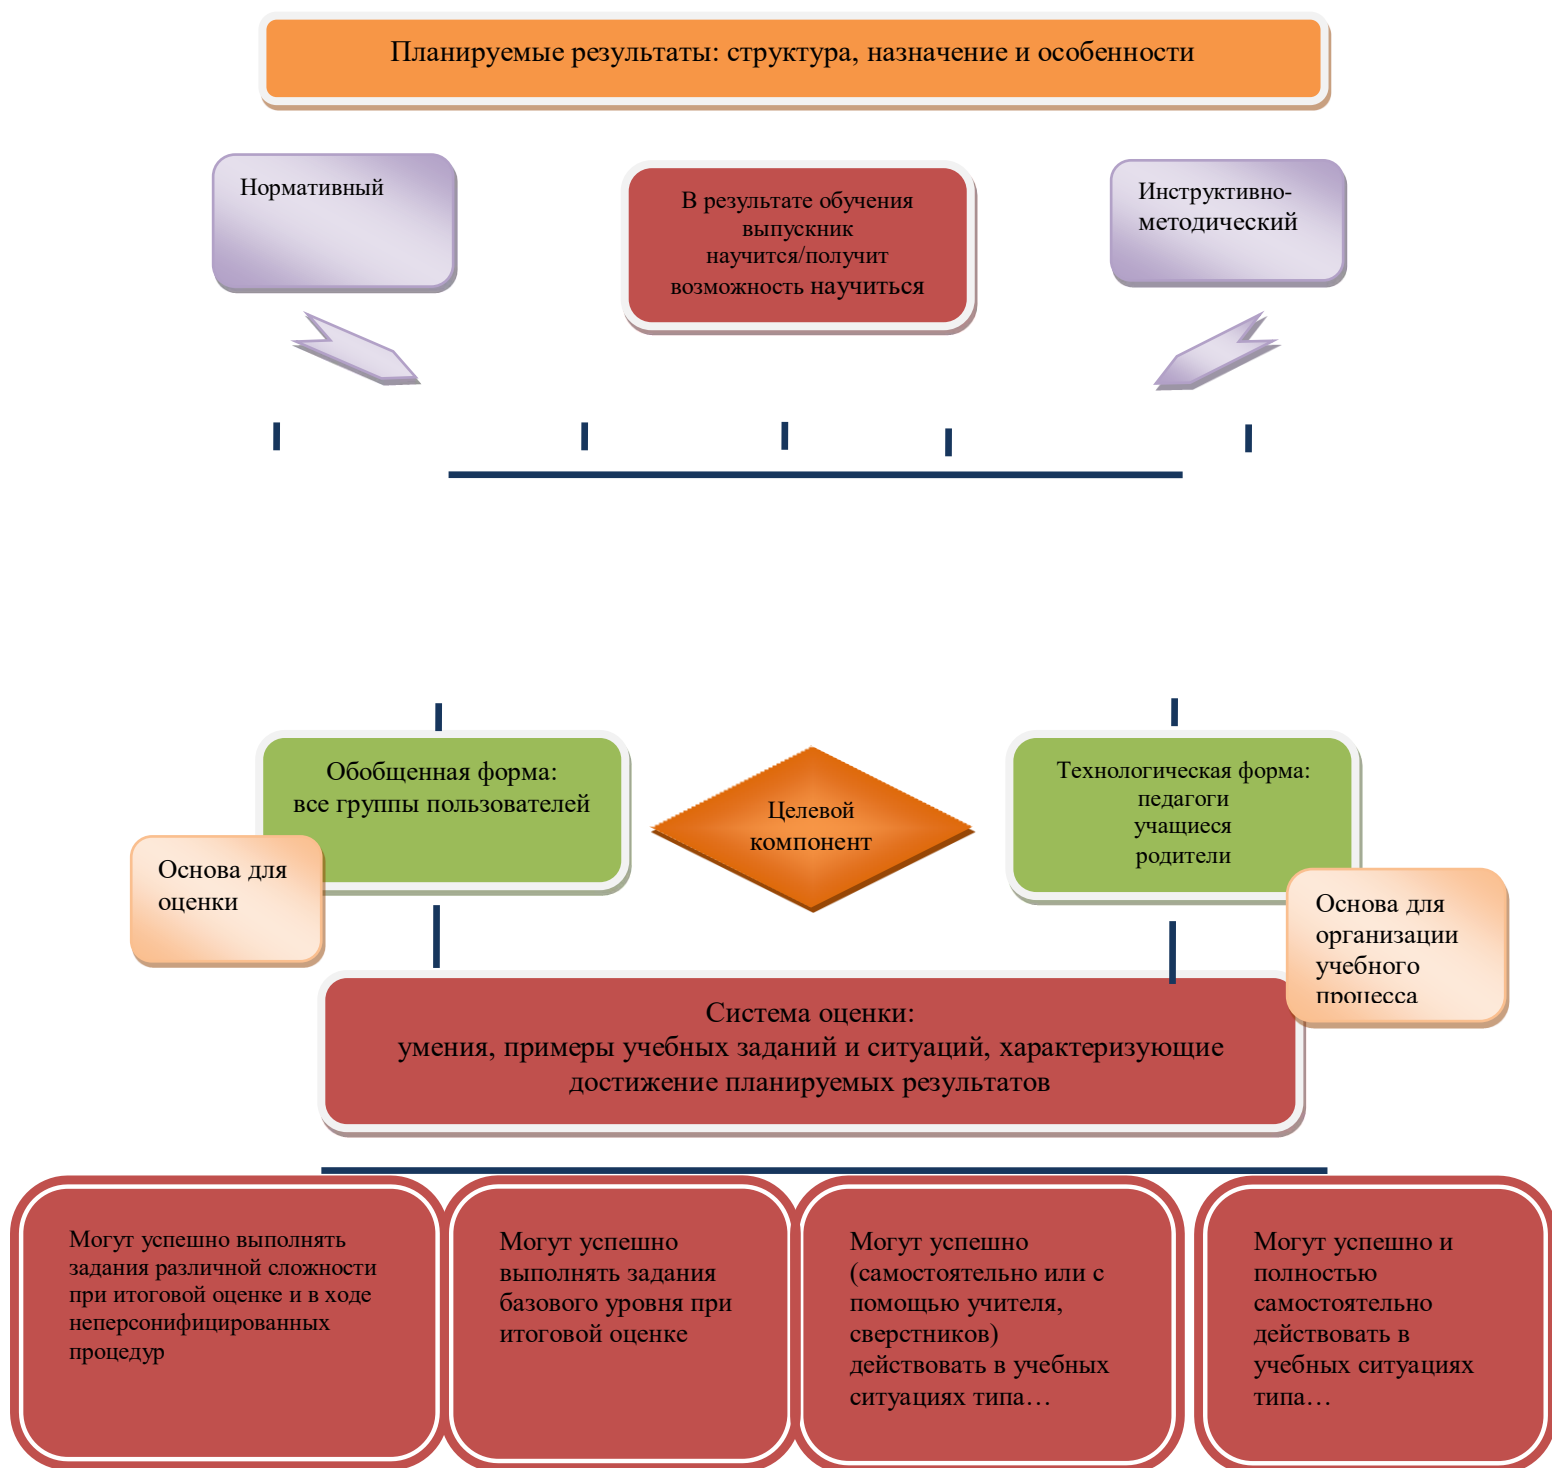 Планируемые результаты: структура, назначение и особенности
Нормативный
В результате обучения
выпускник
научится/получит
возможность научиться
Инструктивно-
методический
Обобщенная форма:
все группы пользователей
Целевой
компонент
Технологическая форма:
педагоги
учащиеся
родители
Основа для
оценки
Основа для
организации
учебного
процесса
Система оценки:
умения, примеры учебных заданий и ситуаций, характеризующие
достижение планируемых результатов
Могут успешно выполнять
задания различной сложности
при итоговой оценке и в ходе
неперсонифицированных
процедур
Могут успешно
выполнять задания
базового уровня при
итоговой оценке
Могут успешно
(самостоятельно или с
помощью учителя,
сверстников)
действовать в учебных
ситуациях типа…
Могут успешно и
полностью
самостоятельно
действовать в
учебных ситуациях
типа…